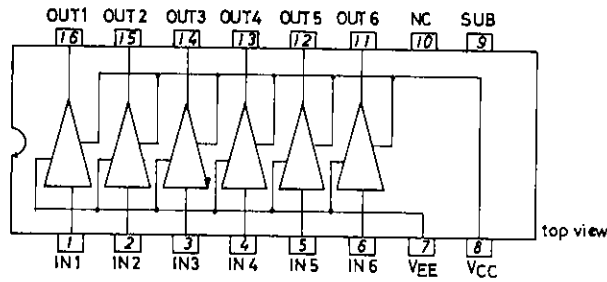 OUT1 OUT2 OUT3 OUT4 OUT5 OUT6 NC SUB
16 15 14 13 12 11 10 9
1 2 3 4 5 6 7 8
top view
IN1 IN2 IN3 IN4 IN5 IN6 VEE VCC